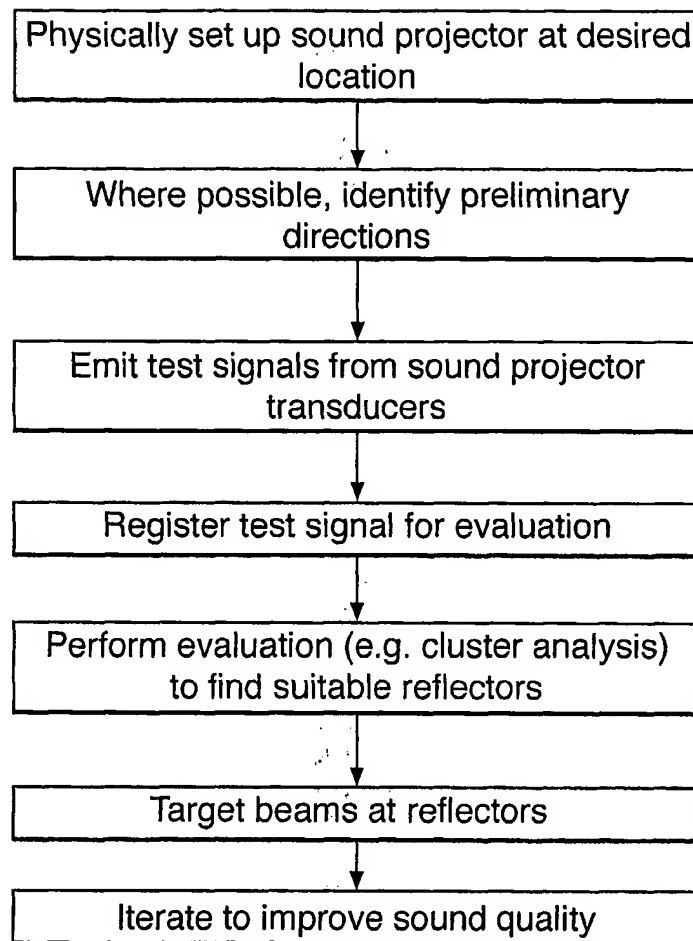 Physically set up sound projector at desired
location
Where possible, identify preliminary
directions
Emit test signals from sound projector
transducers
Register test signal for evaluation
Perform evaluation (e.g. cluster analysis)
to find suitable reflectors
Target beams at reflectors
Iterate to improve sound quality